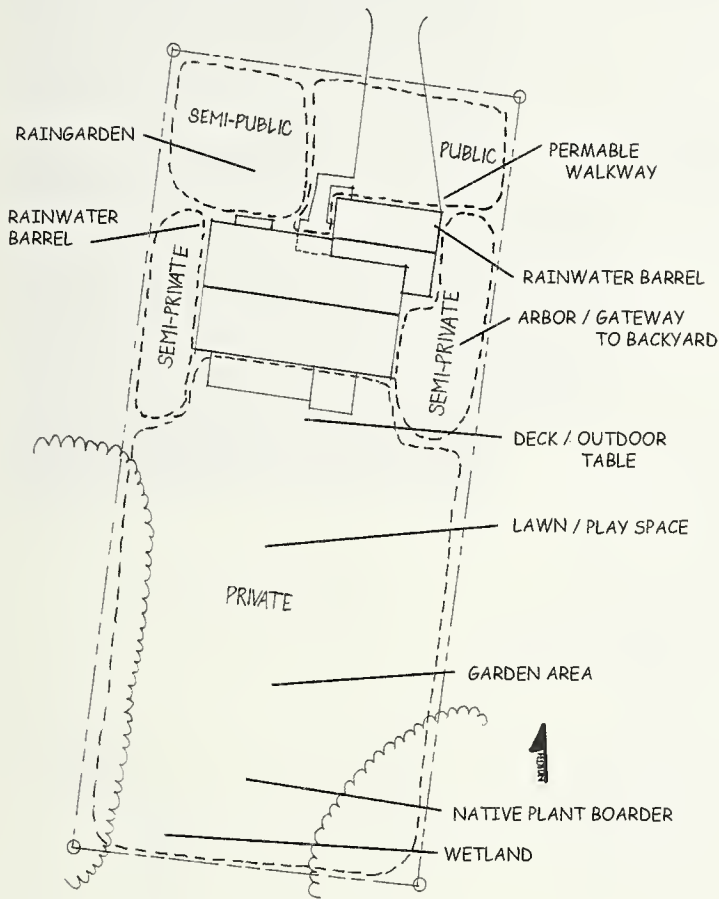 SEMI-PUBLIC
RAINGARDEN
PUBLIC
PERMABLE
WALKWAY
RAINWATER
BARREL
SEMI-PRIVATE
RAINWATER BARREL
SEMI-PRIVATE
ARBOR / GATEWAY
TO BACKYARD
DECK / OUTDOOR
TABLE
LAWN / PLAY SPACE
PRIVATE
GARDEN AREA
NATIVE PLANT BOARDER
WETLAND